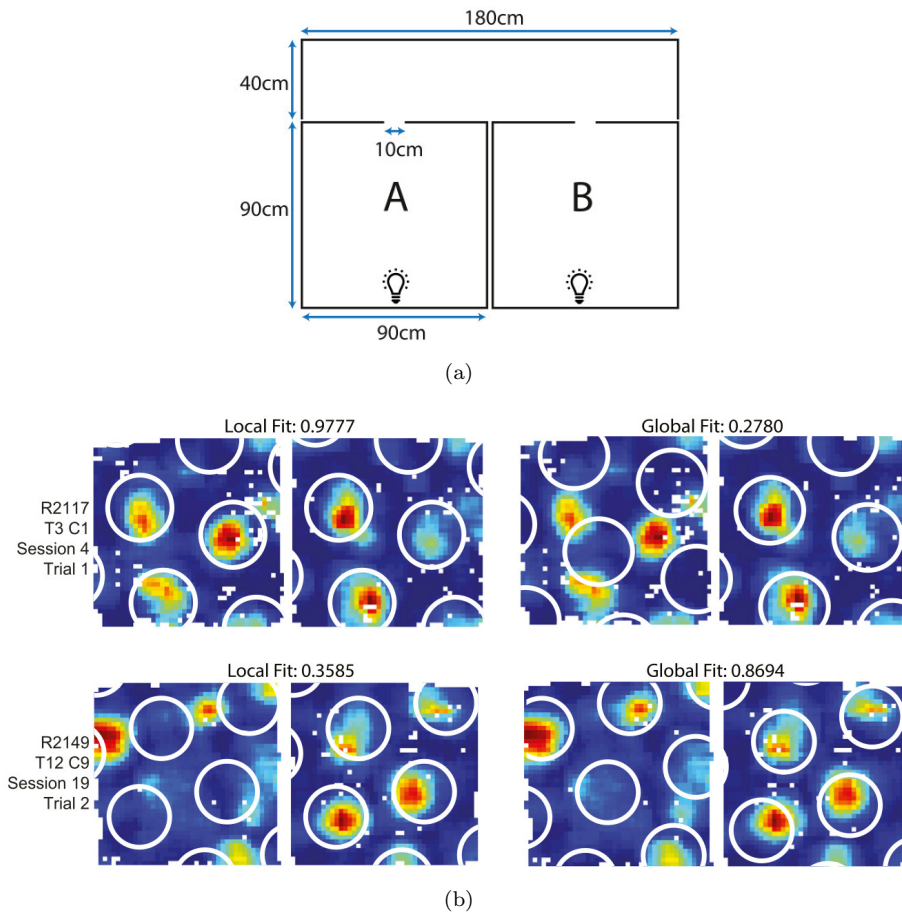 180cm
40cm
10cm
A
B
90cm
90cm
(a)
Local Fit: 0.9777
Global Fit: 0.2780
R2117
T3 C1
Session 4
Trial 1
Local Fit: 0.3585
Global Fit: 0.8694
R2149
T12 C9
Session 19
Trial 2
(b)